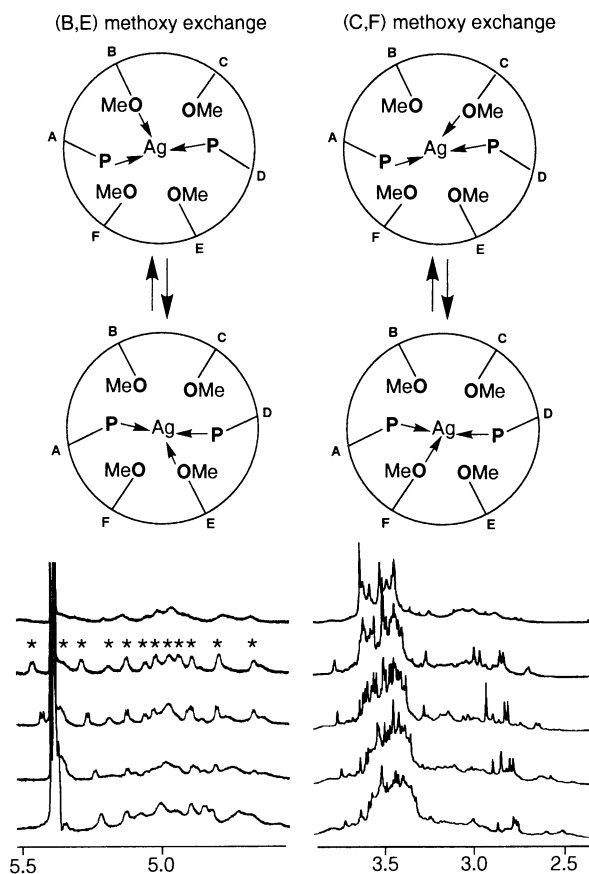 (B,E) methoxy exchange
(C,F) methoxy exchange
B
C
MeO
OMe
A
P
Ag
P
D
MeO
OMe
F
E
B
C
MeO
OMe
A
P
Ag
P
D
MeO
OMe
F
E
B
C
MeO
OMe
D
P
Ag
P
A
MeO
OMe
F
E
B
C
MeO
OMe
D
P
Ag
P
A
MeO
OMe
F
E
* * * * * * * * * * * *
5.5 5.0
3.5 3.0 2.5